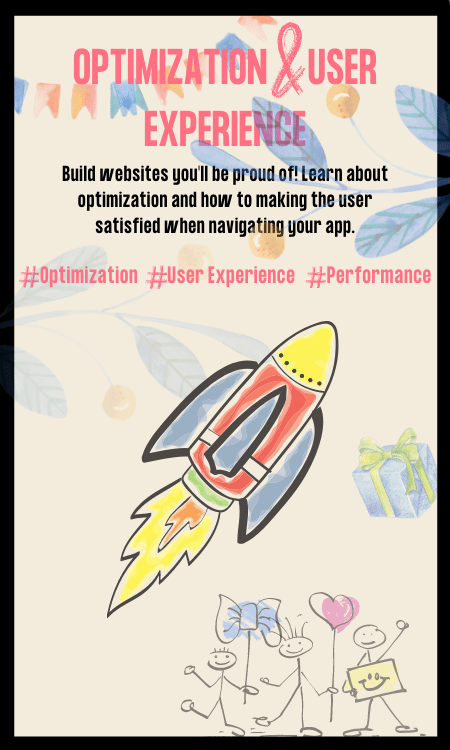 OPTIMIZATION & USER
EXPERIENCE
Build websites you'll be proud of! Learn about
optimization and how to making the user
satisfied when navigating your app.
#Optimization #User Experience #Performance